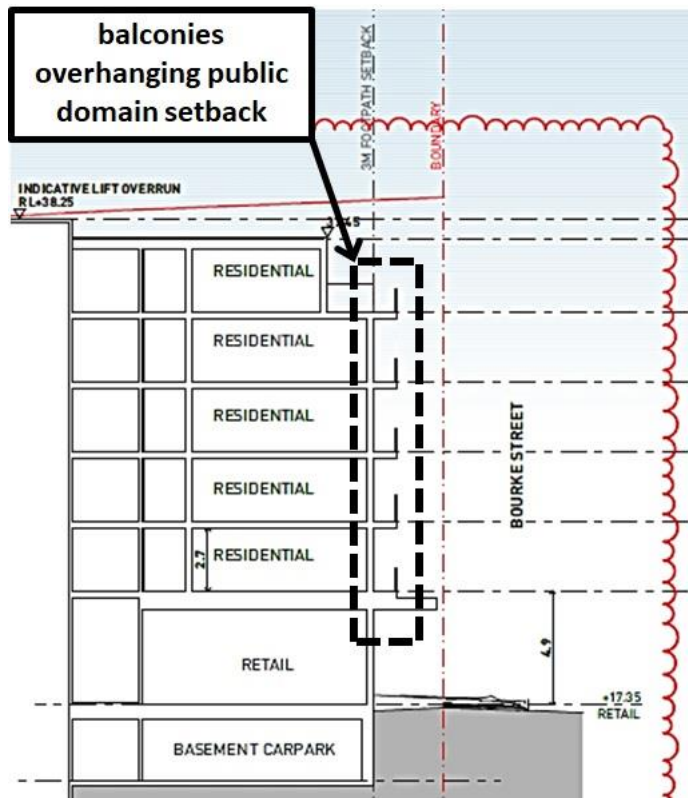 balconies
overhanging public
domain setback
3M FOOTPATH SETBACK
BOUNDARY
INDICATIVE LIFT OVERRUN
RL+38.25
RESIDENTIAL
RESIDENTIAL
RESIDENTIAL
RESIDENTIAL
2.7
RESIDENTIAL
BOURKE STREET
4.9
RETAIL
+17.35
RETAIL
BASEMENT CARPARK